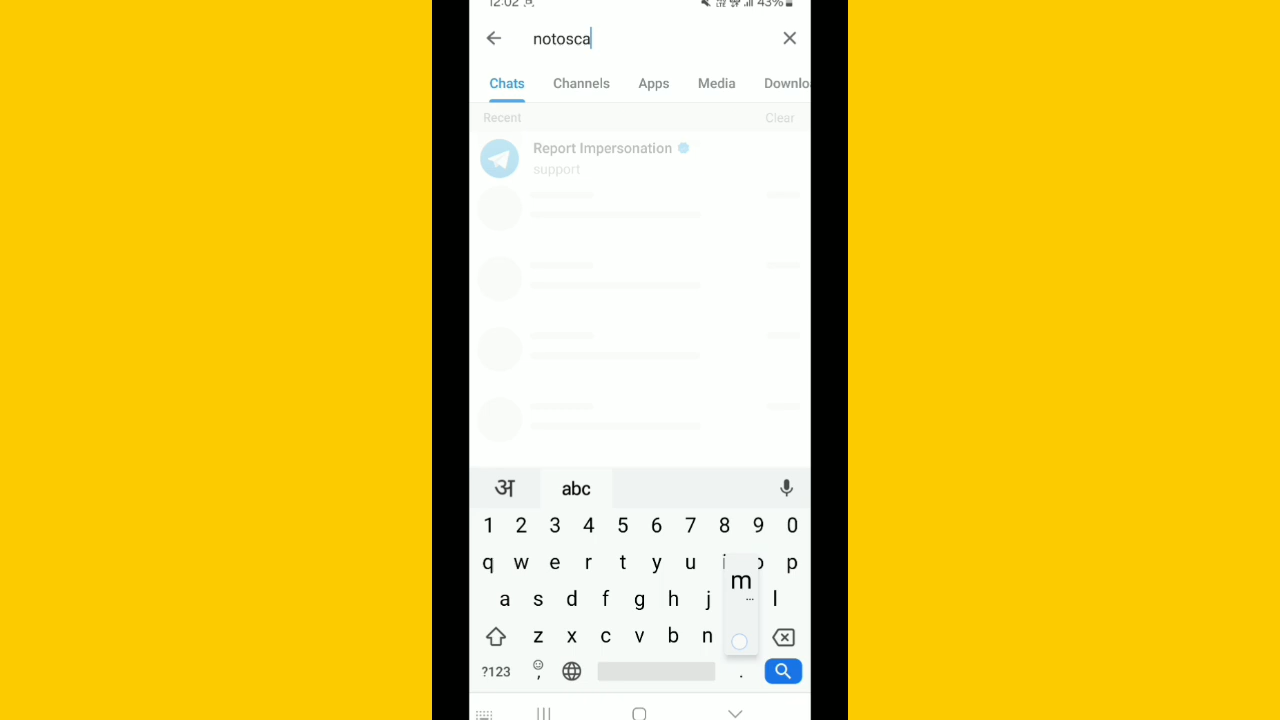 12:02 43%
notosca
Chats Channels Apps Media Downlo
Recent Clear
Report Impersonation
support
अ abc
1 2 3 4 5 6 7 8 9 0
q w e r t y u i o p
m
a s d f g h j l
z x c v b n
?123 , .